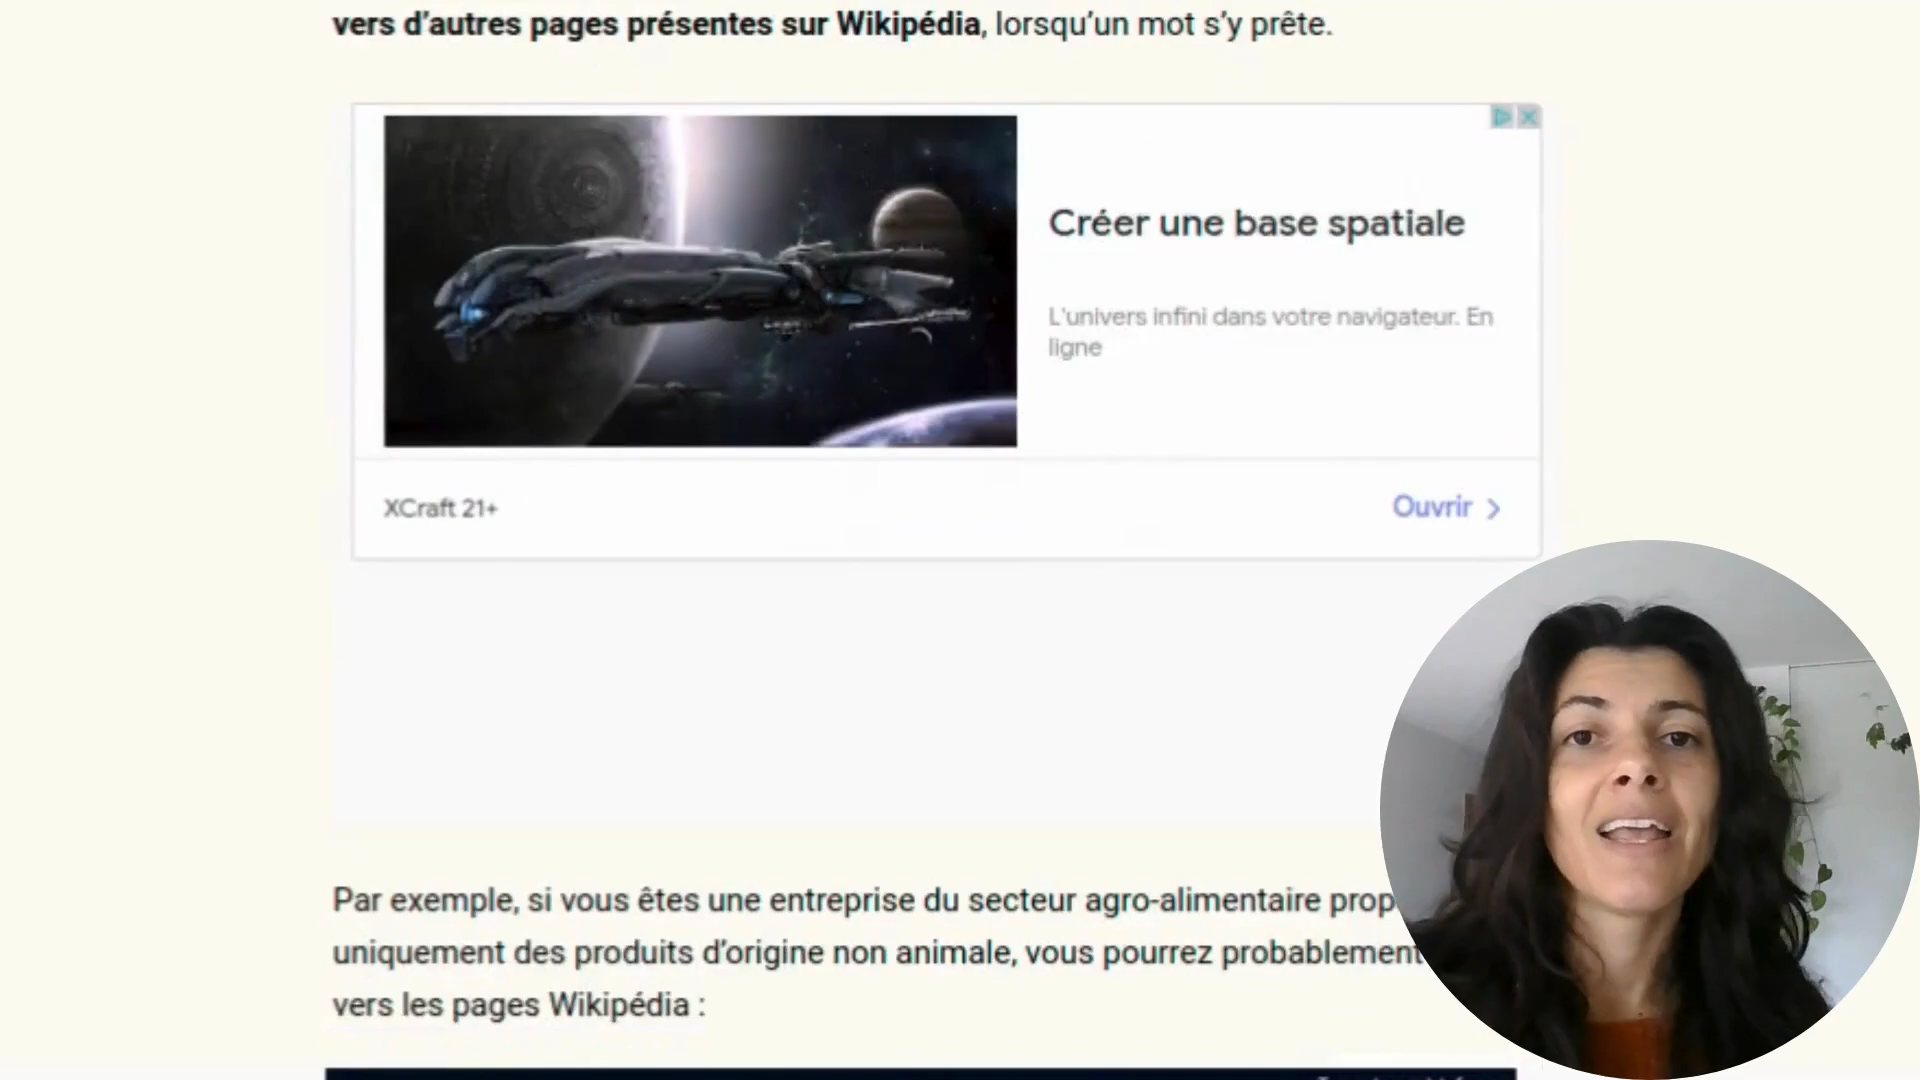 vers d’autres pages présentes sur Wikipédia, lorsqu’un mot s’y prête.
Créer une base spatiale
L'univers infini dans votre navigateur. En
ligne
XCraft 21+
Ouvrir
Par exemple, si vous êtes une entreprise du secteur agro-alimentaire
uniquement des produits d’origine non animale, vous pourrez probablement
vers les pages Wikipédia :